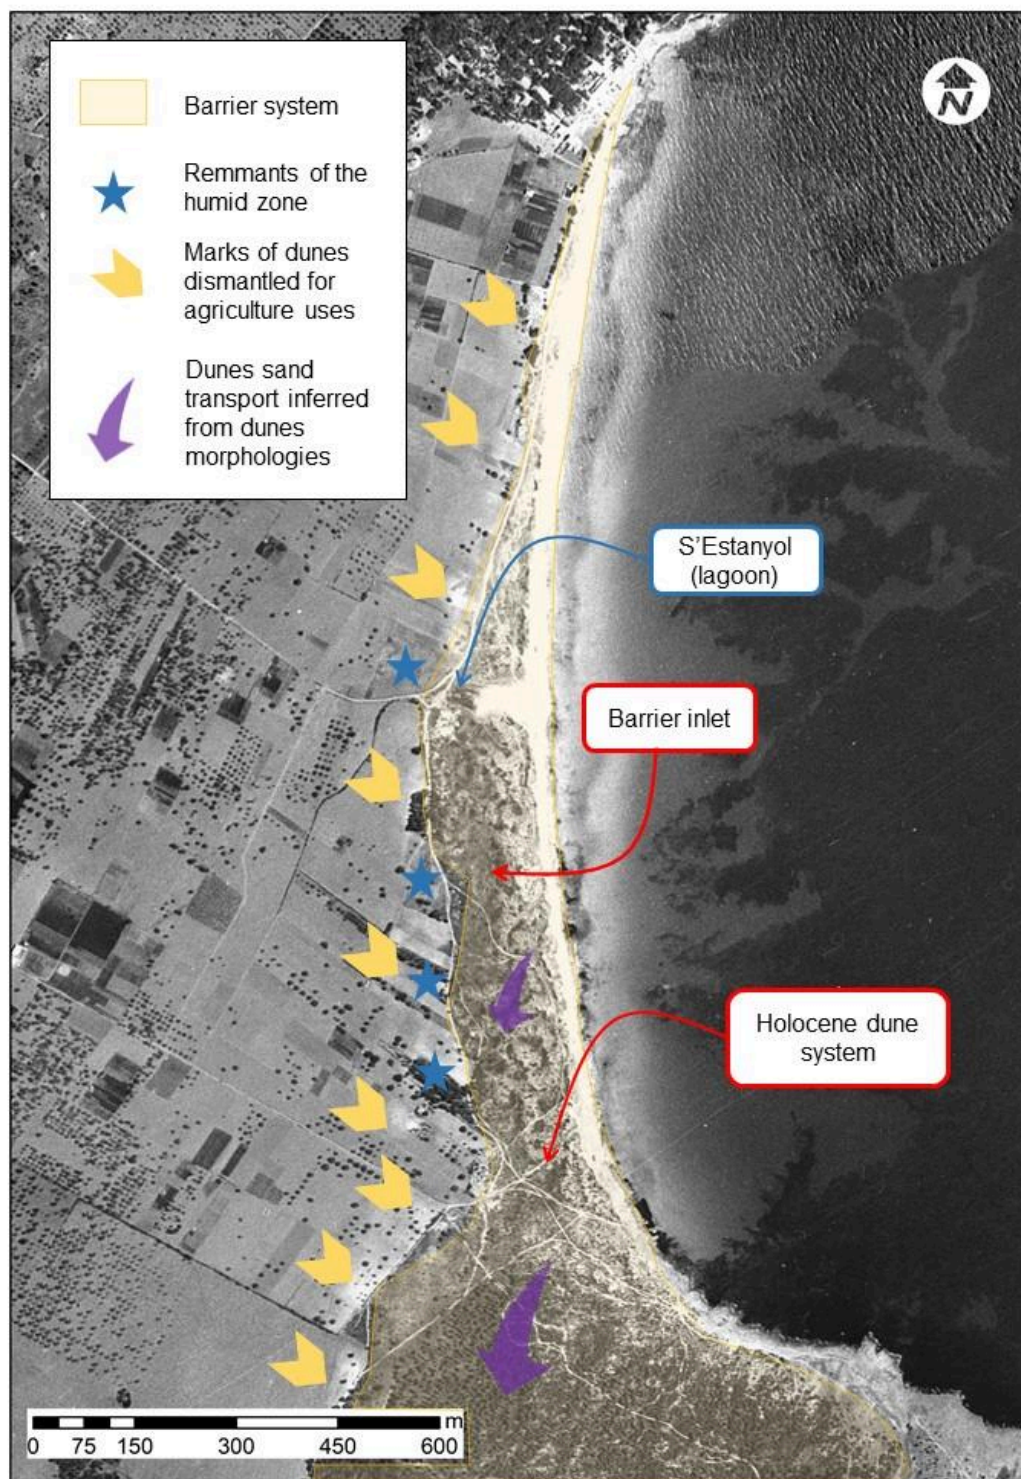 Barrier system
Remnants of the
humid zone
Marks of dunes
dismantled for
agriculture uses
Dunes sand
transport inferred
from dunes
morphologies
N
S'Estanyol
(lagoon)
Barrier inlet
Holocene dune
system
m
0 75 150 300 450 600